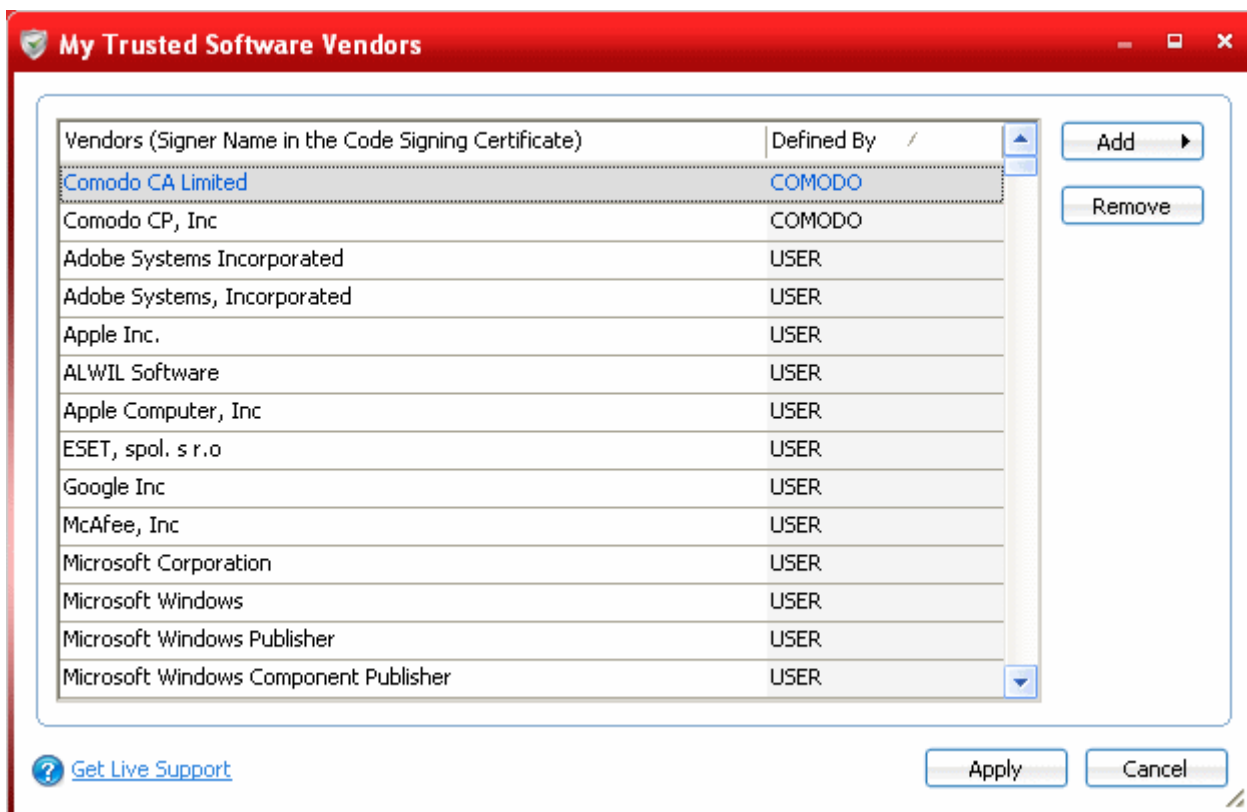 My Trusted Software Vendors
Vendors (Signer Name in the Code Signing Certificate) Defined By
Add
Comodo CA Limited COMODO
Remove
Comodo CP, Inc COMODO
Adobe Systems Incorporated USER
Adobe Systems, Incorporated USER
Apple Inc. USER
ALWIL Software USER
Apple Computer, Inc USER
ESET, spol. s r.o USER
Google Inc USER
McAfee, Inc USER
Microsoft Corporation USER
Microsoft Windows USER
Microsoft Windows Publisher USER
Microsoft Windows Component Publisher USER
Get Live Support
Apply
Cancel